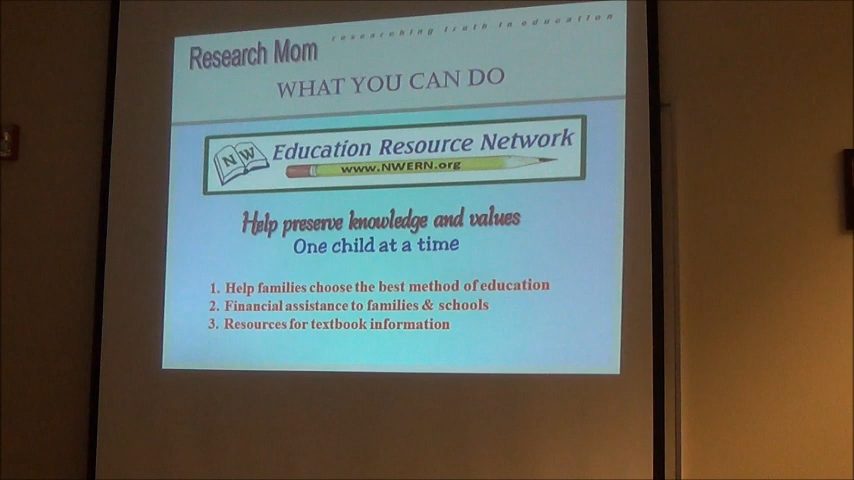 Research Mom
researching truth in education
WHAT YOU CAN DO
N W
Education Resource Network
www.NWERN.org
Help preserve knowledge and values
One child at a time
1. Help families choose the best method of education
2. Financial assistance to families & schools
3. Resources for textbook information